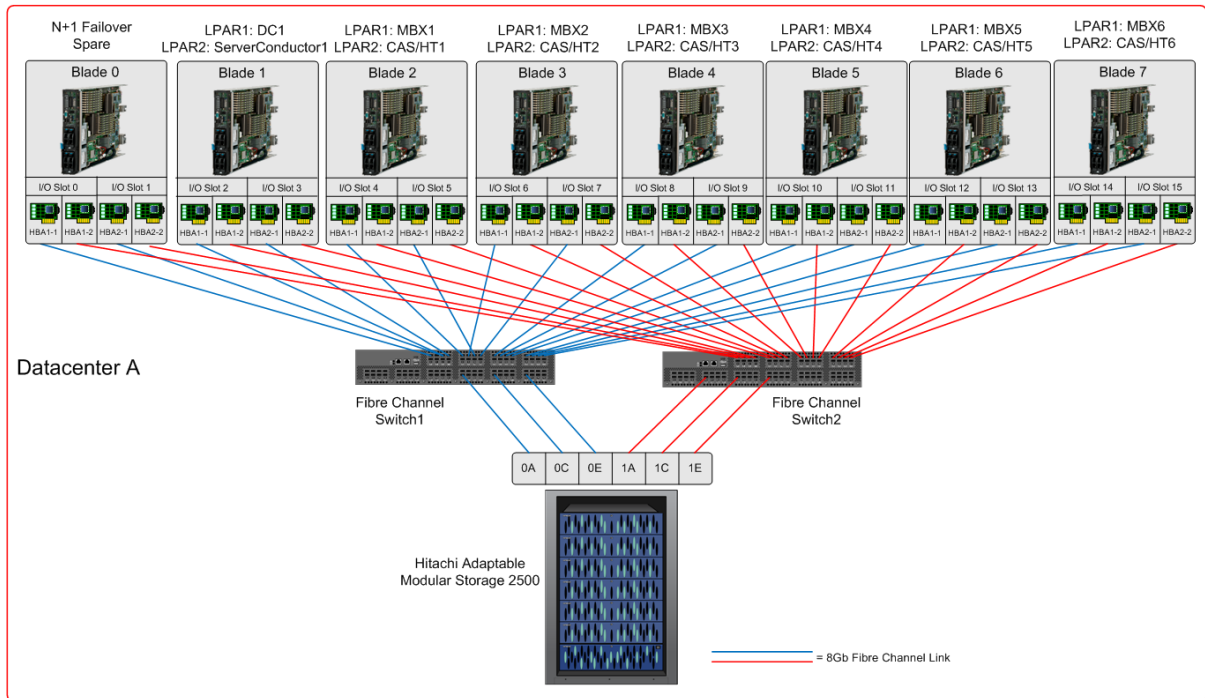 N+1 Failover
Spare
LPAR1: DC1
LPAR2: ServerConductor1
LPAR1: MBX1
LPAR2: CAS/HT1
LPAR1: MBX2
LPAR2: CAS/HT2
LPAR1: MBX3
LPAR2: CAS/HT3
LPAR1: MBX4
LPAR2: CAS/HT4
LPAR1: MBX5
LPAR2: CAS/HT5
LPAR1: MBX6
LPAR2: CAS/HT6
Blade 0
Blade 1
Blade 2
Blade 3
Blade 4
Blade 5
Blade 6
Blade 7
I/O Slot 0
I/O Slot 1
I/O Slot 2
I/O Slot 3
I/O Slot 4
I/O Slot 5
I/O Slot 6
I/O Slot 7
I/O Slot 8
I/O Slot 9
I/O Slot 10
I/O Slot 11
I/O Slot 12
I/O Slot 13
I/O Slot 14
I/O Slot 15
HBA1-1 HBA1-2 HBA2-1 HBA2-2
HBA1-1 HBA1-2 HBA2-1 HBA2-2
HBA1-1 HBA1-2 HBA2-1 HBA2-2
HBA1-1 HBA1-2 HBA2-1 HBA2-2
HBA1-1 HBA1-2 HBA2-1 HBA2-2
HBA1-1 HBA1-2 HBA2-1 HBA2-2
HBA1-1 HBA1-2 HBA2-1 HBA2-2
HBA1-1 HBA1-2 HBA2-1 HBA2-2
Datacenter A
Fibre Channel
Switch1
Fibre Channel
Switch2
0A 0C 0E 1A 1C 1E
Hitachi Adaptable
Modular Storage 2500
= 8Gb Fibre Channel Link